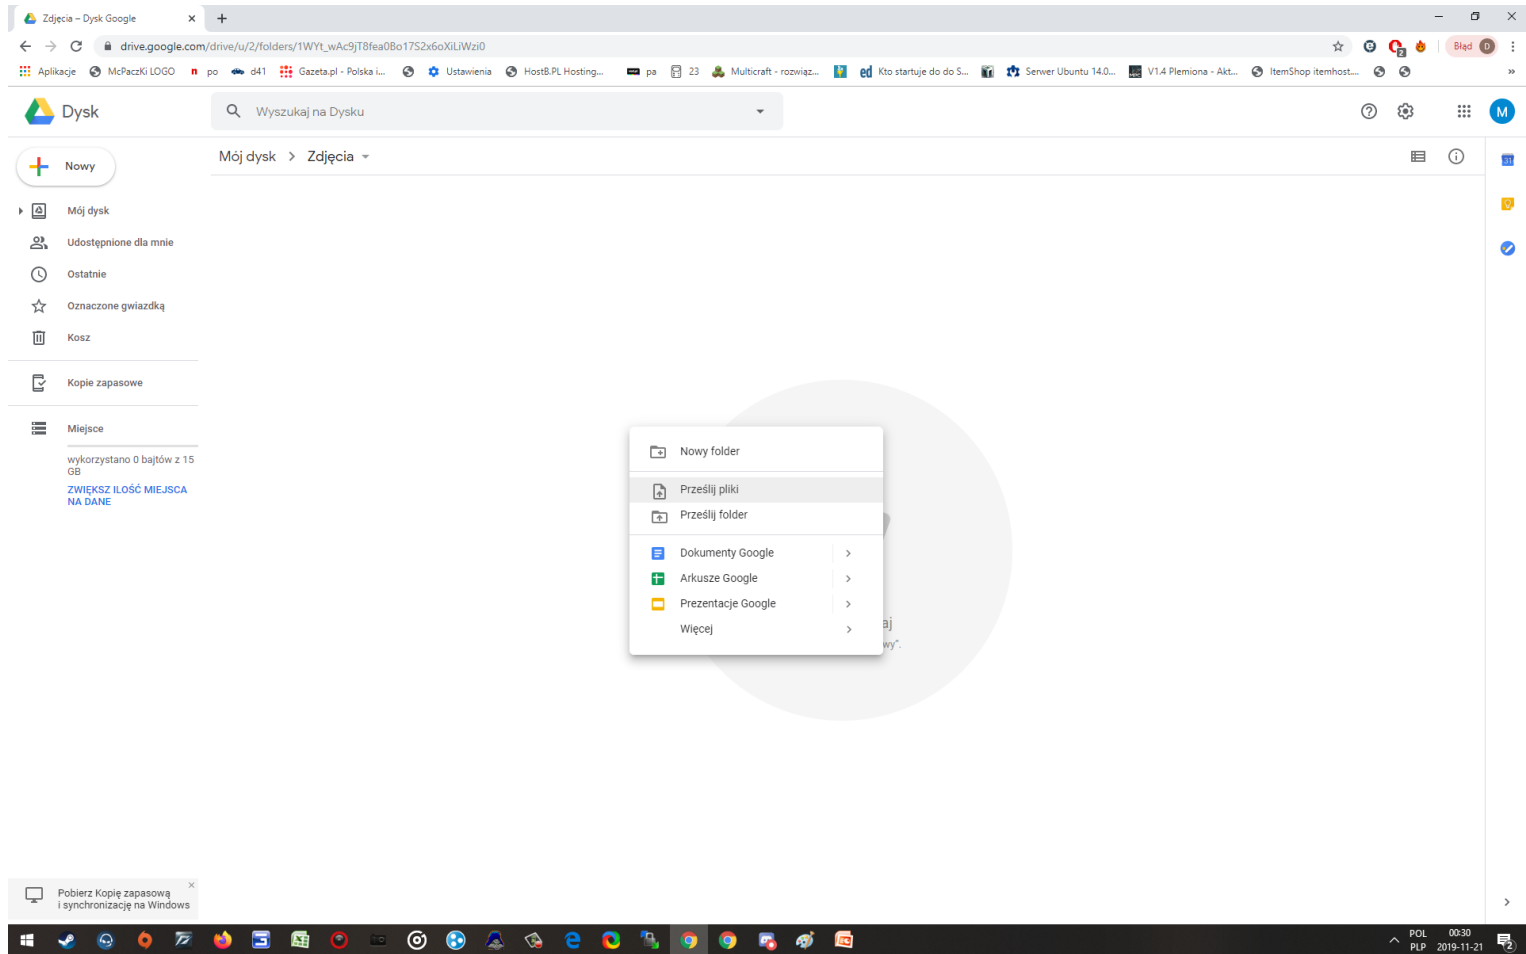 Zdjęcia – Dysk Google
drive.google.com/drive/u/2/folders/1WYt_wAc9jT8fea0Bo17S2x6oXiLiWzi0
Błąd D
Aplikacje McPaczKi LOGO po d41 Gazeta.pl - Polska i... Ustawienia HostB.PL Hosting... pa 23 Multicraft - rozwiąz... ed Kto startuje do do S... Serwer Ubuntu 14.0... V1.4 Plemiona - Akt... ItemShop itemhost.... »
Dysk
Wyszukaj na Dysku
M
Nowy
Mój dysk > Zdjęcia
Mój dysk
Udostępnione dla mnie
Ostatnie
Oznaczone gwiazdką
Kosz
Kopie zapasowe
Miejsce
wykorzystano 0 bajtów z 15
GB
ZWIĘKSZ ILOŚĆ MIEJSCA
NA DANE
Nowy folder
Prześlij pliki
Prześlij folder
Dokumenty Google
Arkusze Google
Prezentacje Google
Więcej
aj
wy".
31
Pobierz Kopię zapasową
i synchronizację na Windows
POL
PLP
00:30
2019-11-21
2